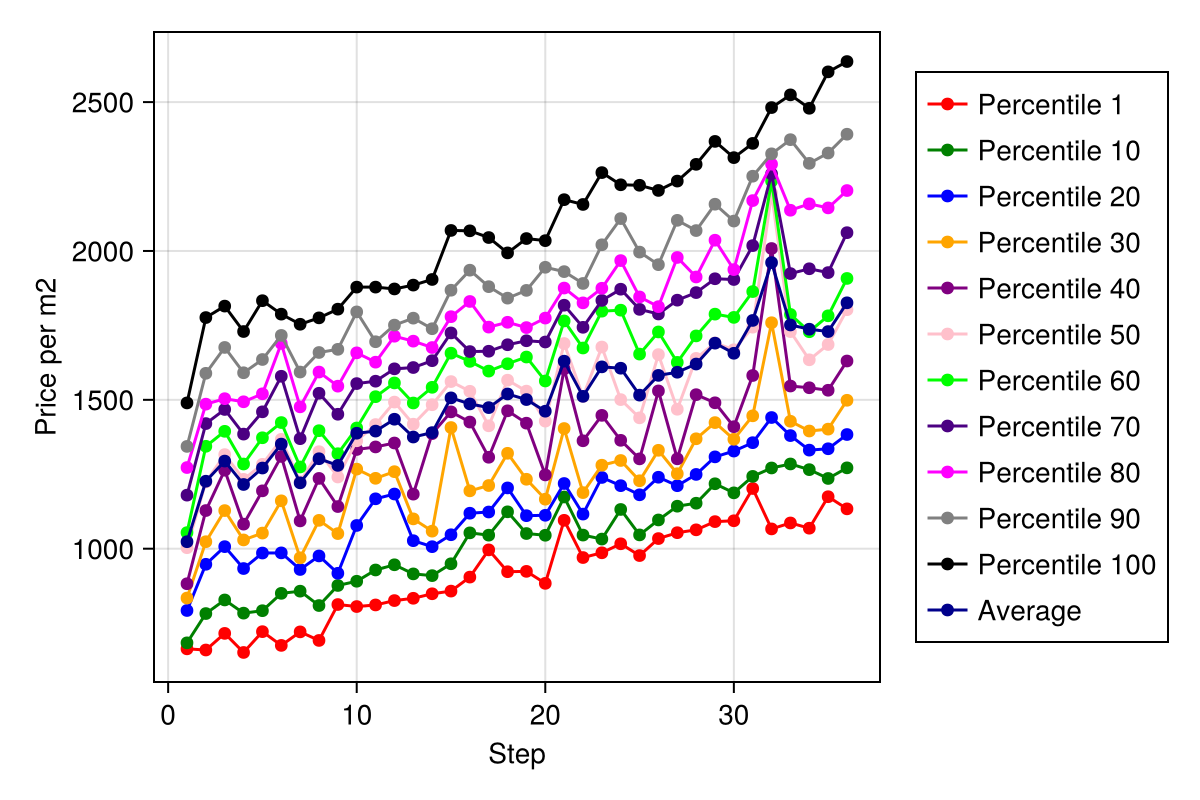 2500
2000
1500
1000
Price per m2
0
10
20
30
Step
Percentile 1
Percentile 10
Percentile 20
Percentile 30
Percentile 40
Percentile 50
Percentile 60
Percentile 70
Percentile 80
Percentile 90
Percentile 100
Average